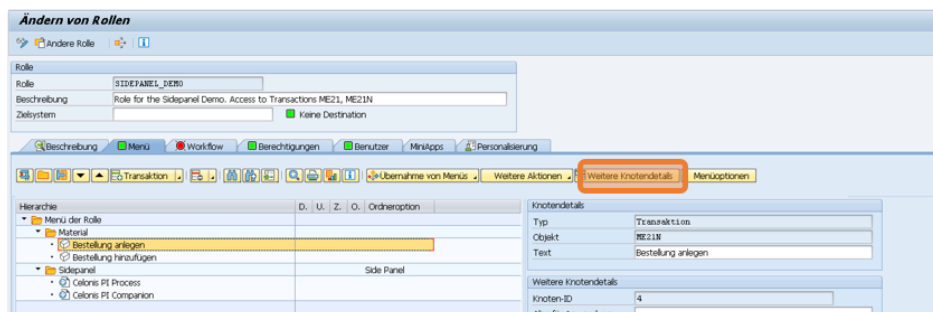 Ändern von Rollen
Andere Rolle
Rolle
Rolle SIDEPANEL_DEMO
Beschreibung Role for the Sidepanel Demo. Access to Transactions ME21, ME21N
Zielsystem Keine Destination
Beschreibung Menü Workflow Berechtigungen Benutzer MiniApps Personalisierung
Transaktion Übernahme von Menüs Weitere Aktionen Weitere Knotendetails Menüoptionen
Hierarchie D. U. Z. O. Ordneroption
Menü der Rolle
Material
Bestellung anlegen
Bestellung hinzufügen
Sidepanel Side Panel
Celonis PI Process
Celonis PI Companion
Knotendetails
Typ Transaktion
Objekt ME21N
Text Bestellung anlegen
Weitere Knotendetails
Knoten-ID 4